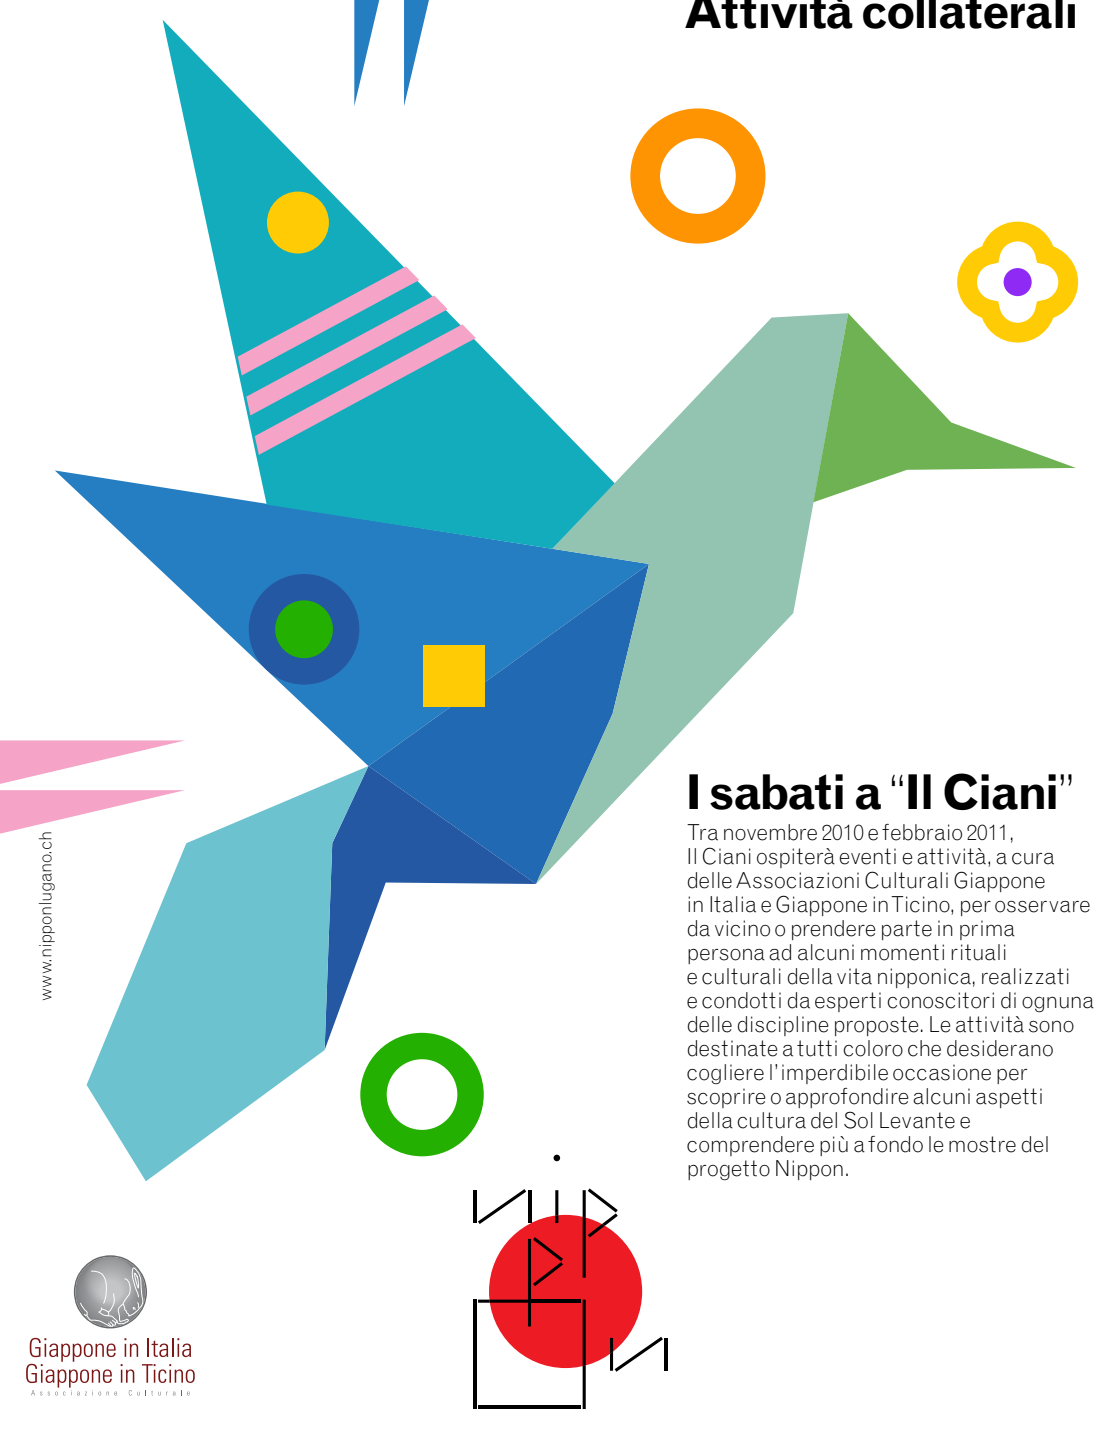 Attività collaterali
I sabati a “Il Ciani”
Tra novembre 2010 e febbraio 2011,
Il Ciani ospiterà eventi e attività, a cura
delle Associazioni Culturali Giappone
in Italia e Giappone in Ticino, per osservare
da vicino o prendere parte in prima
persona ad alcuni momenti rituali
e culturali della vita nipponica, realizzati
e condotti da esperti conoscitori di ognuna
delle discipline proposte. Le attività sono
destinate a tutti coloro che desiderano
cogliere l’imperdibile occasione per
scoprire o approfondire alcuni aspetti
della cultura del Sol Levante e
comprendere più a fondo le mostre del
progetto Nippon.
www.nipponlugano.ch
Nip
p
o n
Giappone in Italia
Giappone in Ticino
Associazione Culturale